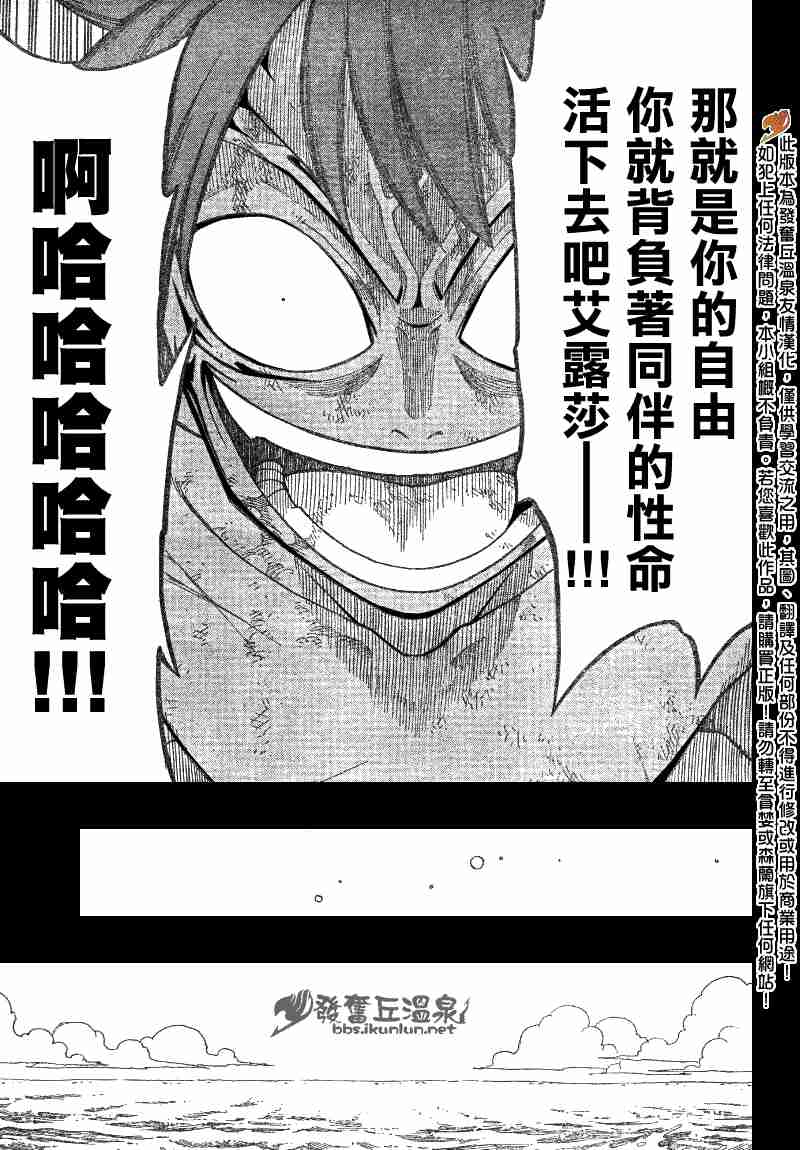 那就是你的自由
你就背負著同伴的性命
活下去吧艾露莎——!!!
啊哈哈哈哈哈哈!!!
此版本為發奮丘溫泉友情漢化，僅供學習交流之用，其圖、翻譯及任何部份不得進行修改或用於商業用途！
如犯上任何法律問題，本小組概不負責。若您喜歡此作品，請購買正版！請勿轉至貪婪或森蘭旗下任何網站！
發奮丘溫泉
bbs.ikunlun.net